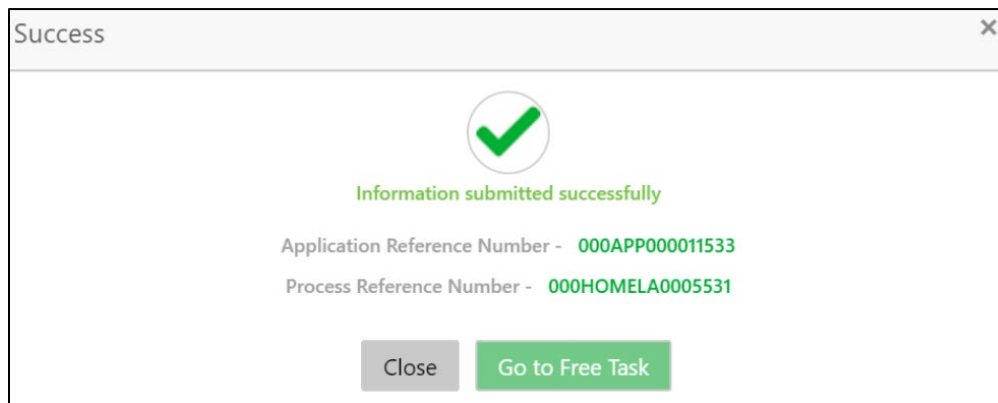 Success
Information submitted successfully
Application Reference Number - 000APP000011533
Process Reference Number - 000HOMELA0005531
Close Go to Free Task